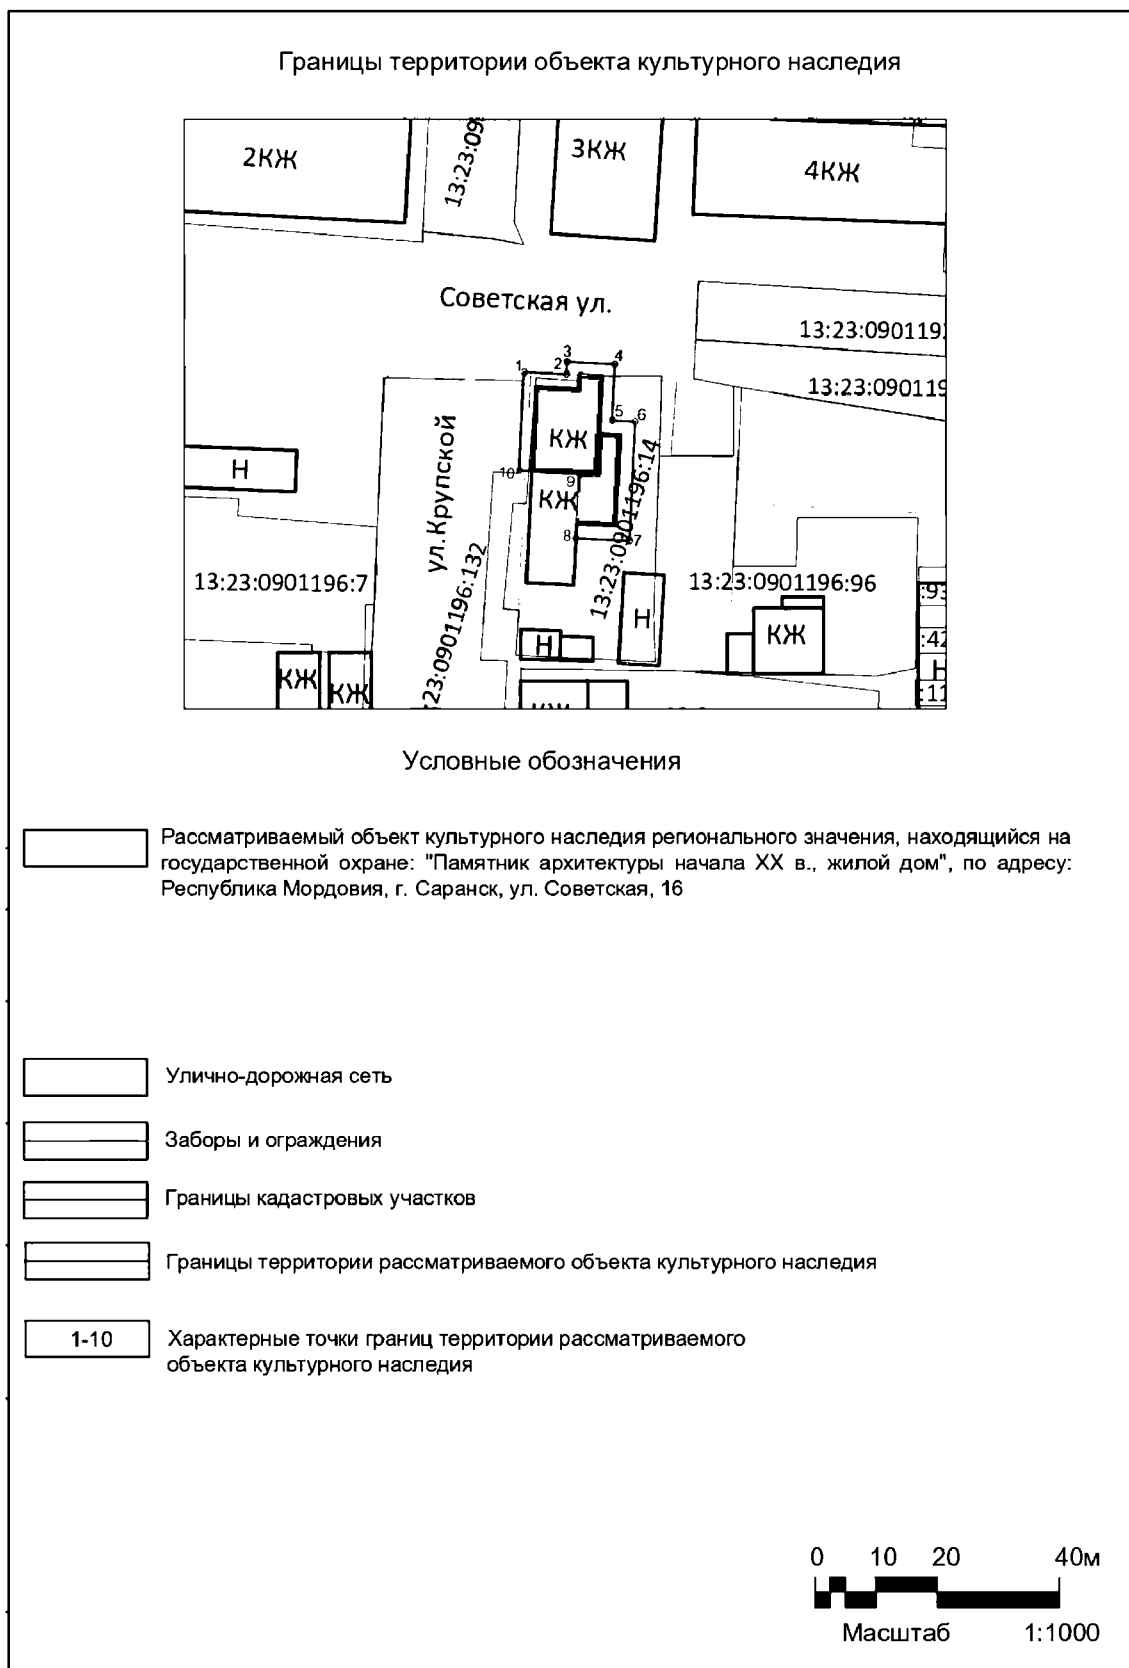 Границы территории объекта культурного наследия
2КЖ
13:23:09
3КЖ
4КЖ
Советская ул.
13:23:090119
13:23:090119
1
2
3
4
5
6
КЖ
ул.Крупской
Н
10
9
КЖ
13:23:0901196:14
8
7
13:23:0901196:7
13:23:0901196:96
:23:0901196:132
:93
Н
Н
КЖ
:42
Н
:11
КЖ
КЖ
КЖ
Условные обозначения
Рассматриваемый объект культурного наследия регионального значения, находящийся на
государственной охране: "Памятник архитектуры начала XX в., жилой дом", по адресу:
Республика Мордовия, г. Саранск, ул. Советская, 16
Улично-дорожная сеть
Заборы и ограждения
Границы кадастровых участков
Границы территории рассматриваемого объекта культурного наследия
1-10
Характерные точки границ территории рассматриваемого
объекта культурного наследия
0 10 20 40м
Масштаб 1:1000